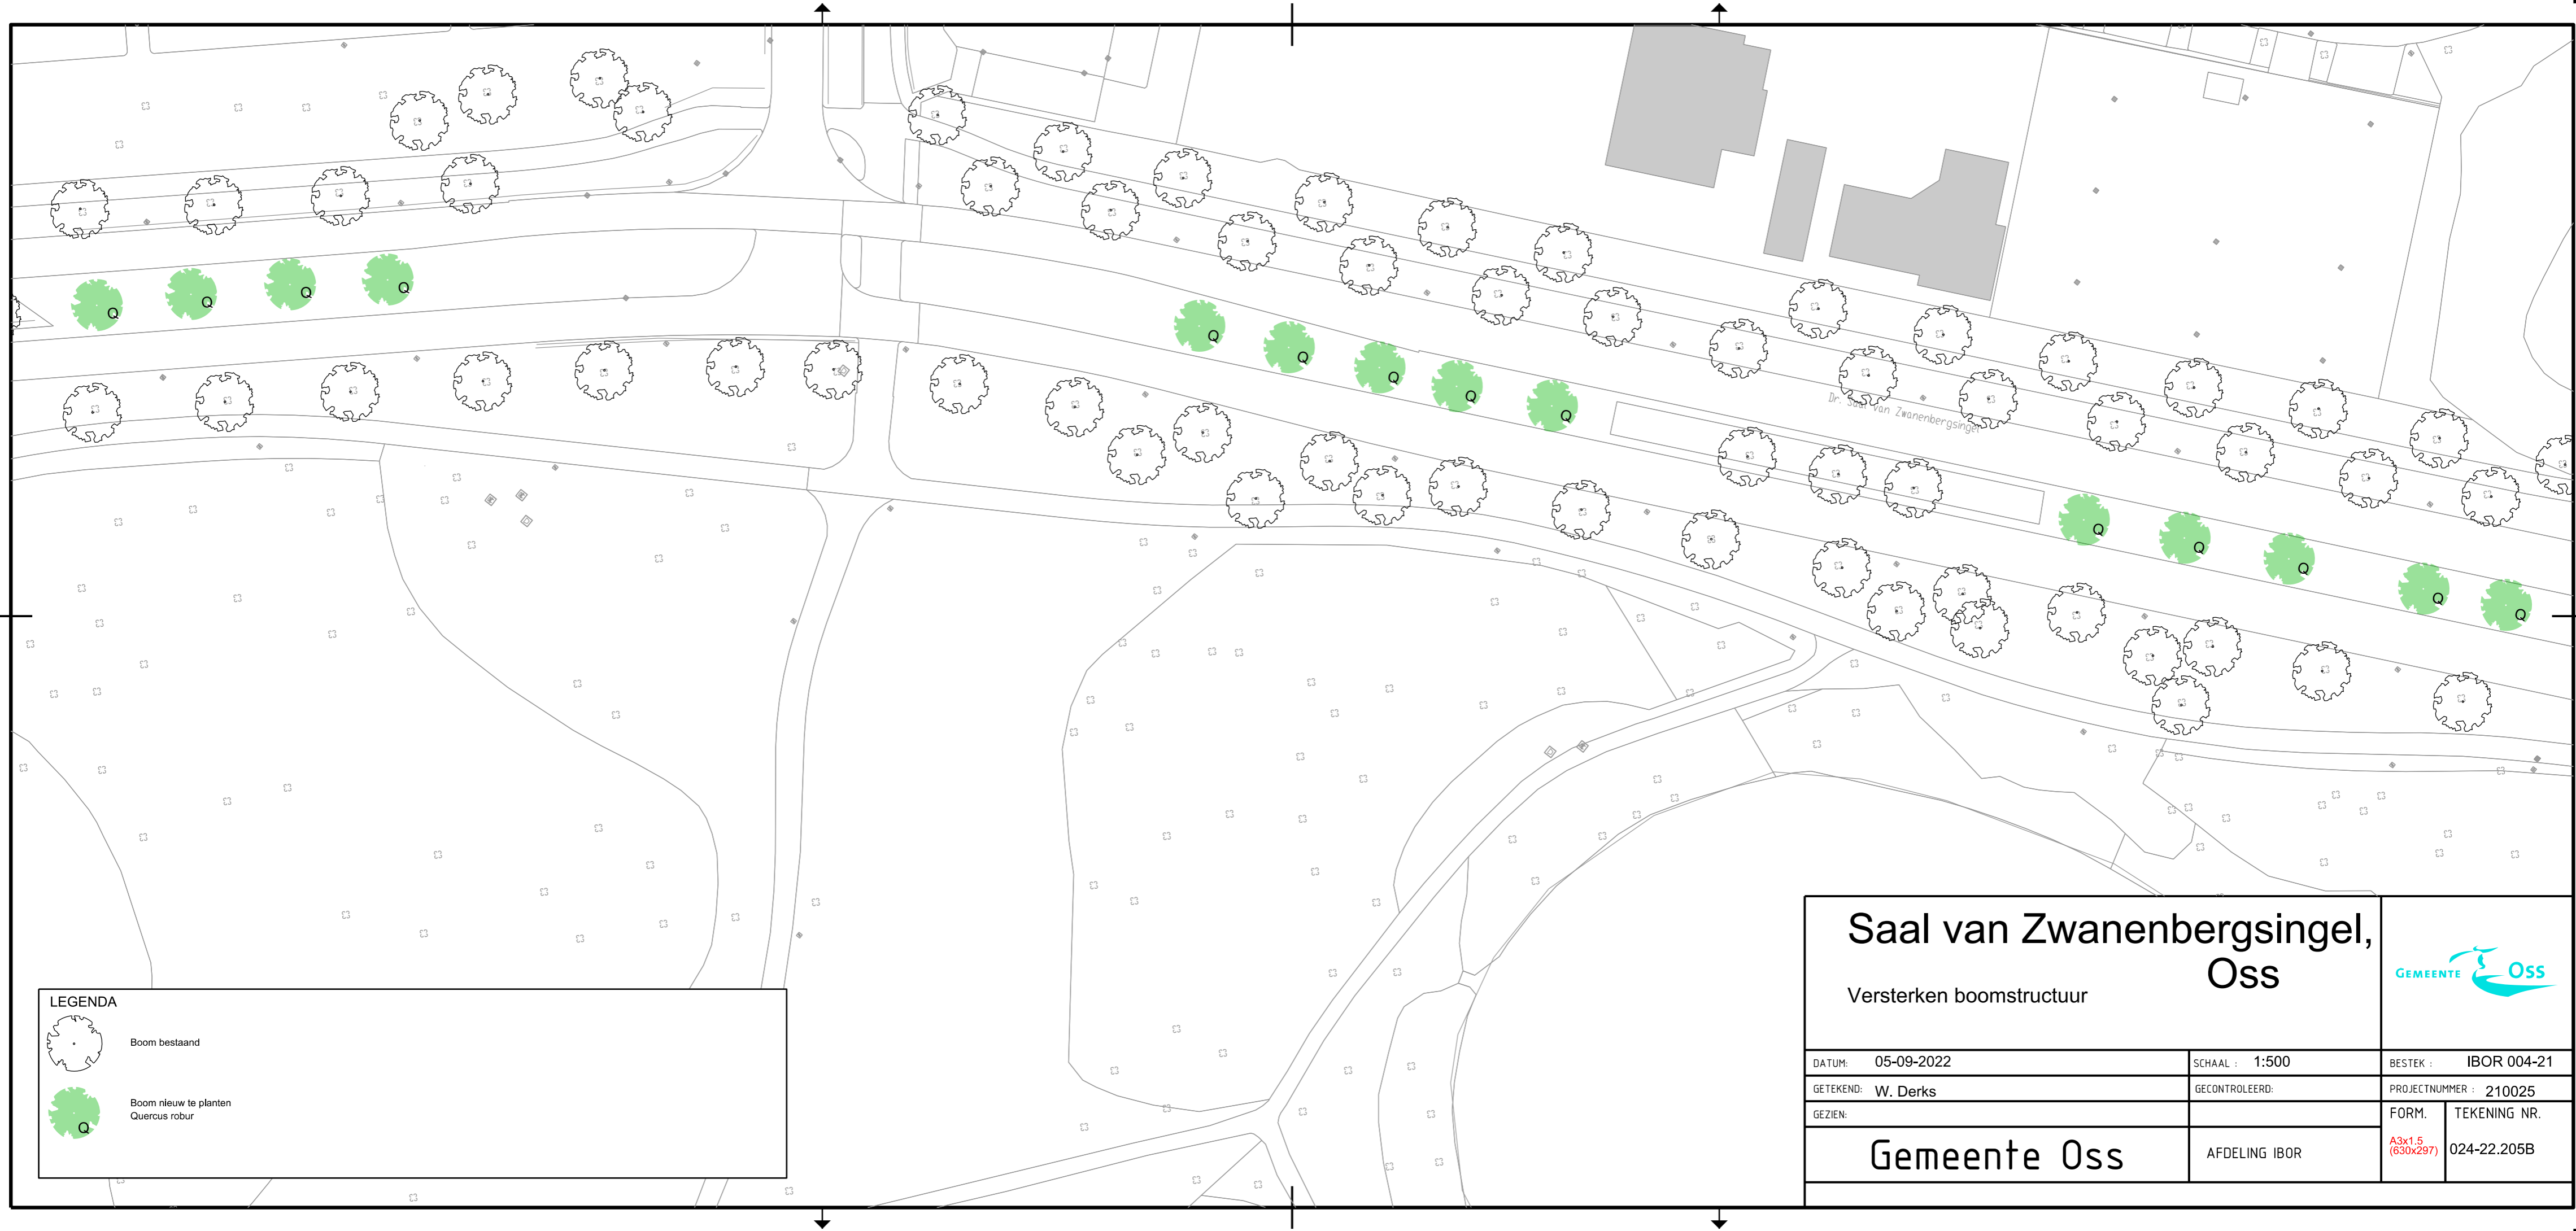 Q
Q
Q
Q
Q
Q
Q
Q
Q
Dr. Saal van Zwanenbergsingel
Q
Q
Q
Q
Q
LEGENDA
Boom bestaand
Q
Boom nieuw te planten
Quercus robur
Saal van Zwanenbergsingel,
Oss
Versterken boomstructuur
GEMEENTE OSS
DATUM: 05-09-2022
SCHAAL : 1:500
BESTEK : IBOR 004-21
GETEKEND: W. Derks
GECONTROLEERD:
PROJECTNUMMER : 210025
GEZIEN:
FORM.
TEKENING NR.
Gemeente Oss
AFDELING IBOR
A3x1.5
(630x297)
024-22.205B